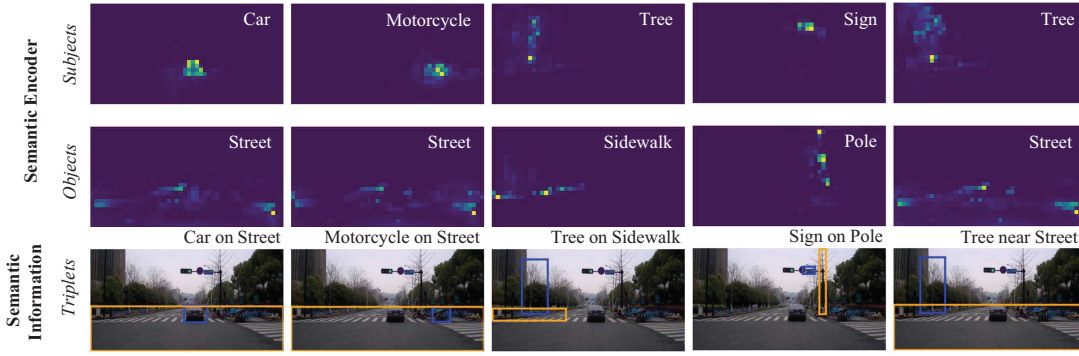 Semantic Encoder
Subjects
Car
Motorcycle
Tree
Sign
Tree
Objects
Street
Street
Sidewalk
Pole
Street
Semantic
Information
Triplets
Car on Street
Motorcycle on Street
Tree on Sidewalk
Sign on Pole
Tree near Street